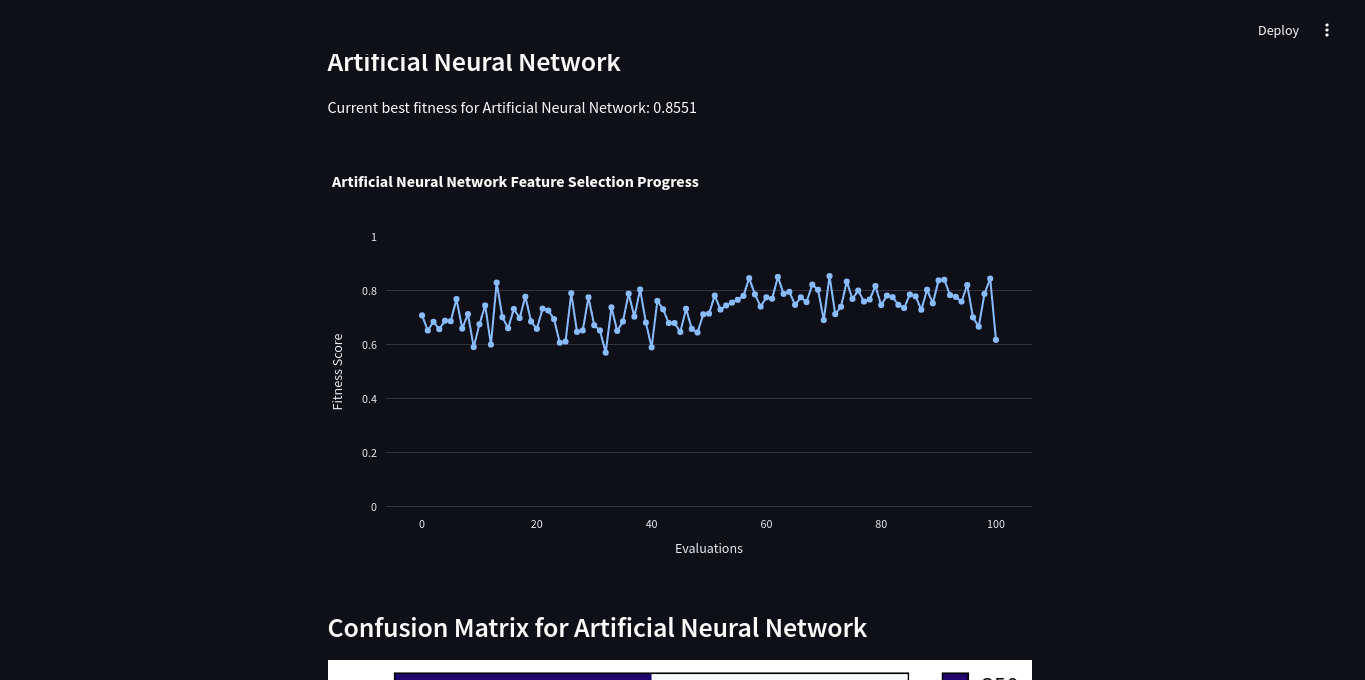 Deploy
Artificial Neural Network
Current best fitness for Artificial Neural Network: 0.8551
Artificial Neural Network Feature Selection Progress
1
0.8
0.6
0.4
0.2
0
Fitness Score
0 20 40 60 80 100
Evaluations
Confusion Matrix for Artificial Neural Network